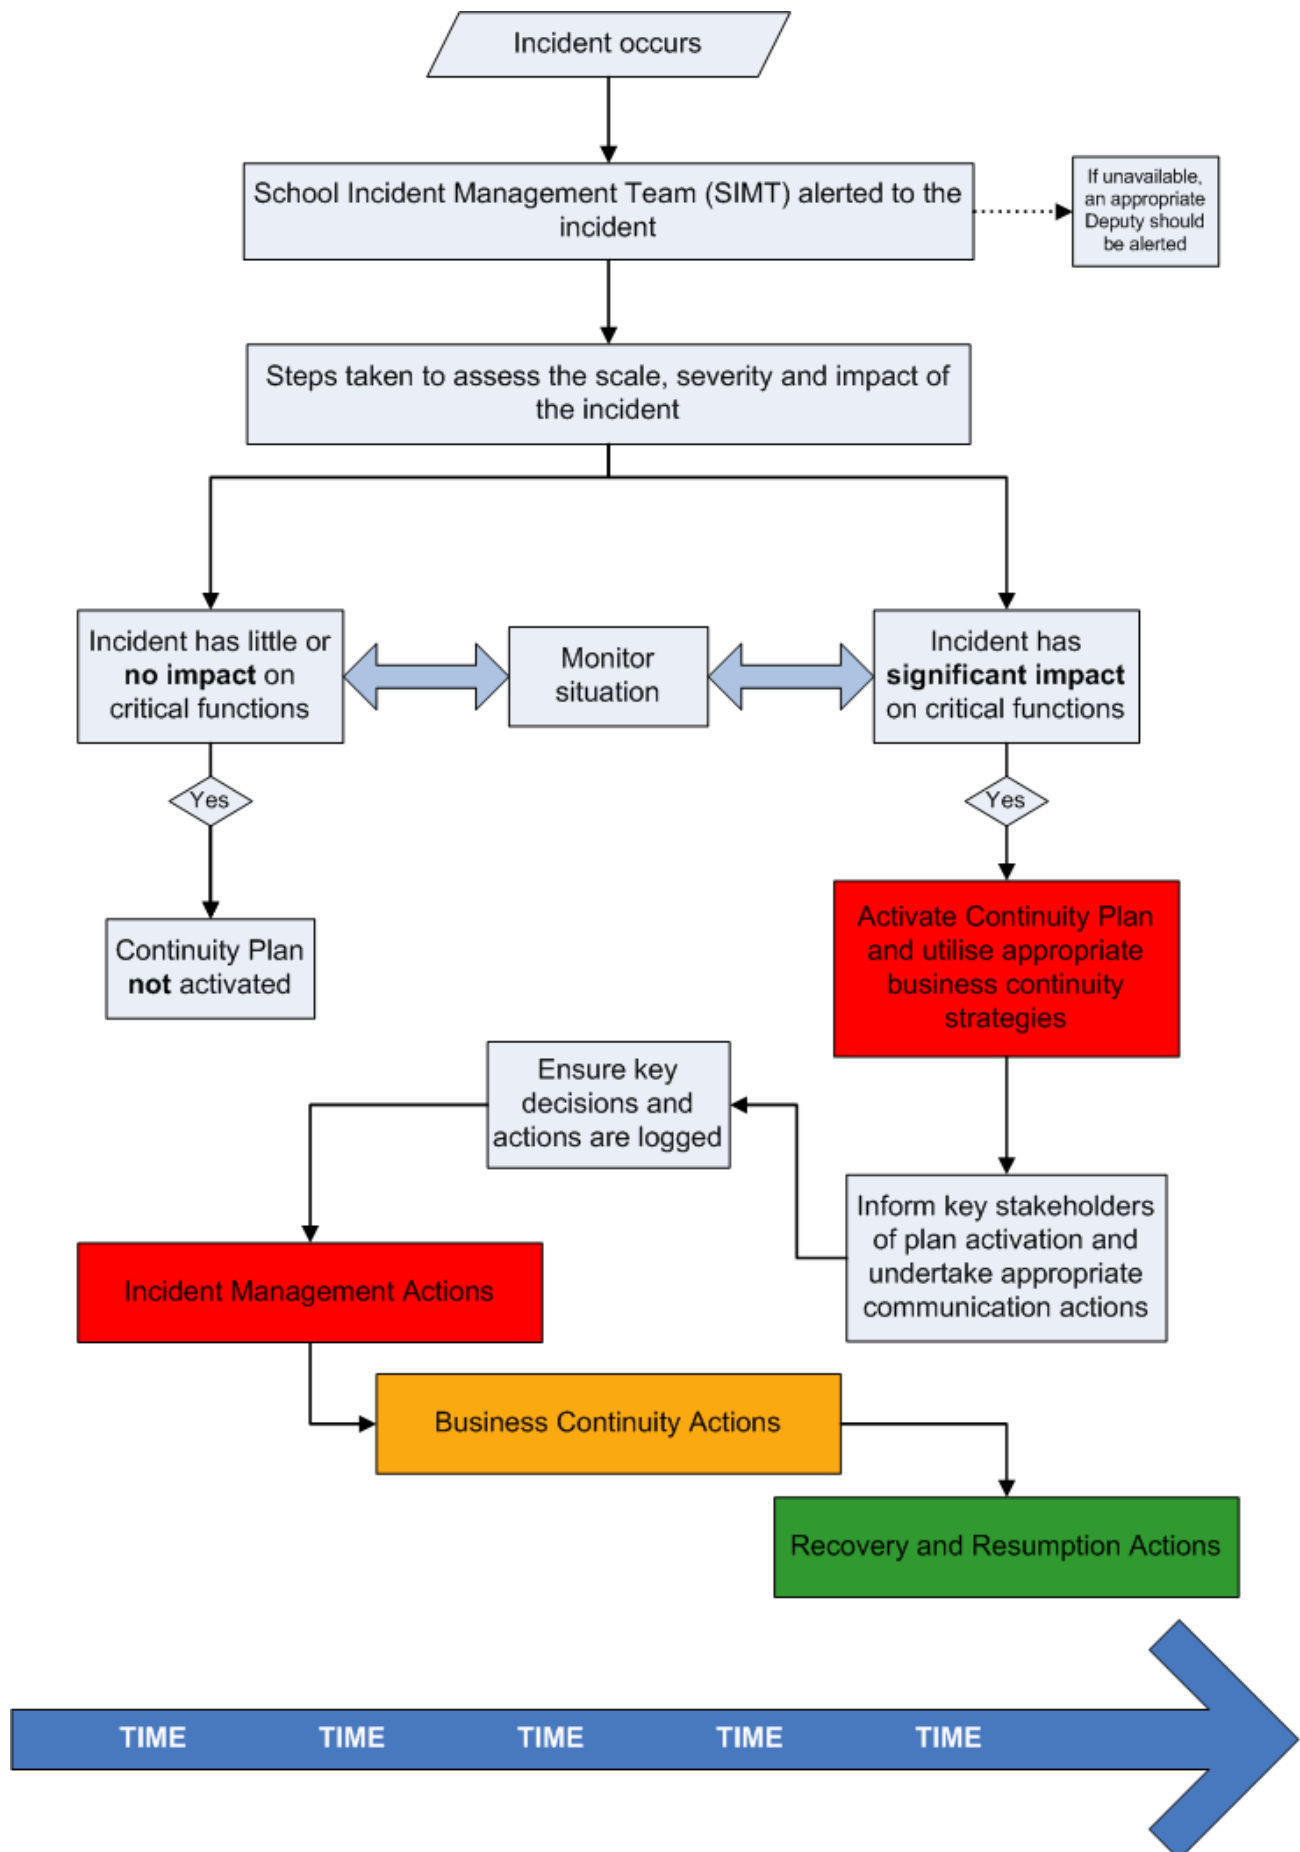 Incident occurs
School Incident Management Team (SIMT) alerted to the
incident
If unavailable,
an appropriate
Deputy should
be alerted
Steps taken to assess the scale, severity and impact of
the incident
Incident has little or
no impact on
critical functions
Monitor
situation
Incident has
significant impact
on critical functions
Yes
Yes
Continuity Plan
not activated
Activate Continuity Plan
and utilise appropriate
business continuity
strategies
Ensure key
decisions and
actions are logged
Inform key stakeholders
of plan activation and
undertake appropriate
communication actions
Incident Management Actions
Business Continuity Actions
Recovery and Resumption Actions
TIME TIME TIME TIME TIME